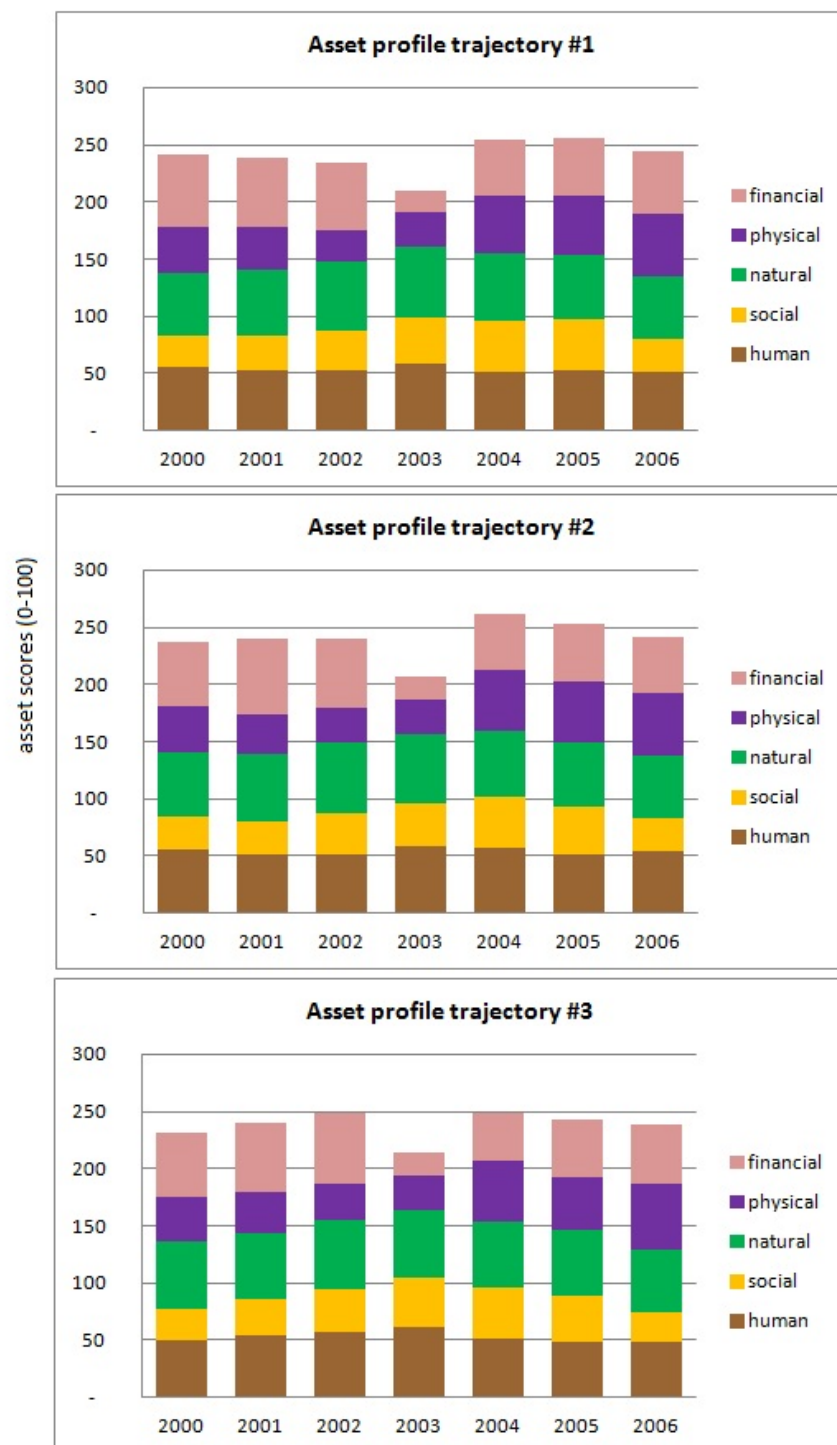 Asset profile trajectory #1
300
250
200
150
100
50
-
2000 2001 2002 2003 2004 2005 2006
financial
physical
natural
social
human
asset scores (0-100)
Asset profile trajectory #2
300
250
200
150
100
50
-
2000 2001 2002 2003 2004 2005 2006
financial
physical
natural
social
human
Asset profile trajectory #3
300
250
200
150
100
50
-
2000 2001 2002 2003 2004 2005 2006
financial
physical
natural
social
human